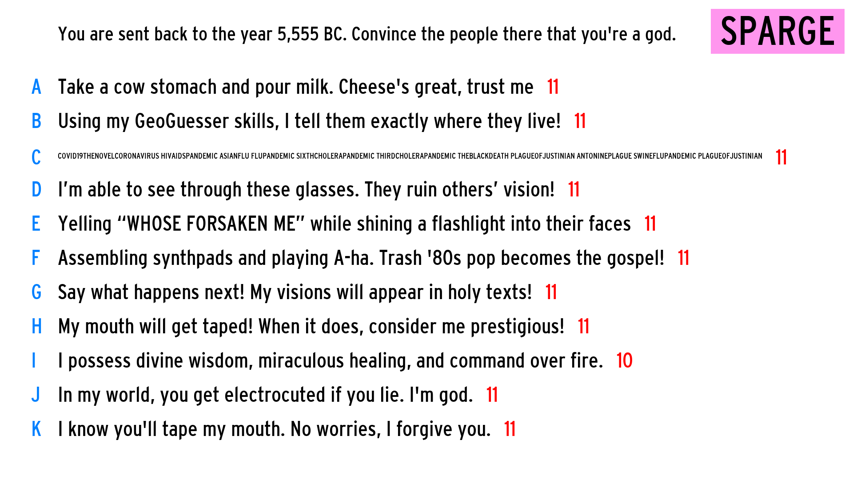 You are sent back to the year 5,555 BC. Convince the people there that you're a god.
SPARGE
A Take a cow stomach and pour milk. Cheese's great, trust me 11
B Using my GeoGuesser skills, I tell them exactly where they live! 11
C COVID19THENOVELCORONAVIRUS HIVAIDSPANDEMIC ASIANFLU FLUPANDEMIC SIXTHCHOLERAPANDEMIC THIRDCHOLERAPANDEMIC THEBLACKDEATH PLAGUEOFJUSTINIAN ANTONINEPLAGUE SWINEFLUPANDEMIC PLAGUEOFJUSTINIAN 11
D I’m able to see through these glasses. They ruin others’ vision! 11
E Yelling “WHOSE FORSAKEN ME” while shining a flashlight into their faces 11
F Assembling synthpads and playing A-ha. Trash '80s pop becomes the gospel! 11
G Say what happens next! My visions will appear in holy texts! 11
H My mouth will get taped! When it does, consider me prestigious! 11
I I possess divine wisdom, miraculous healing, and command over fire. 10
J In my world, you get electrocuted if you lie. I'm god. 11
K I know you'll tape my mouth. No worries, I forgive you. 11